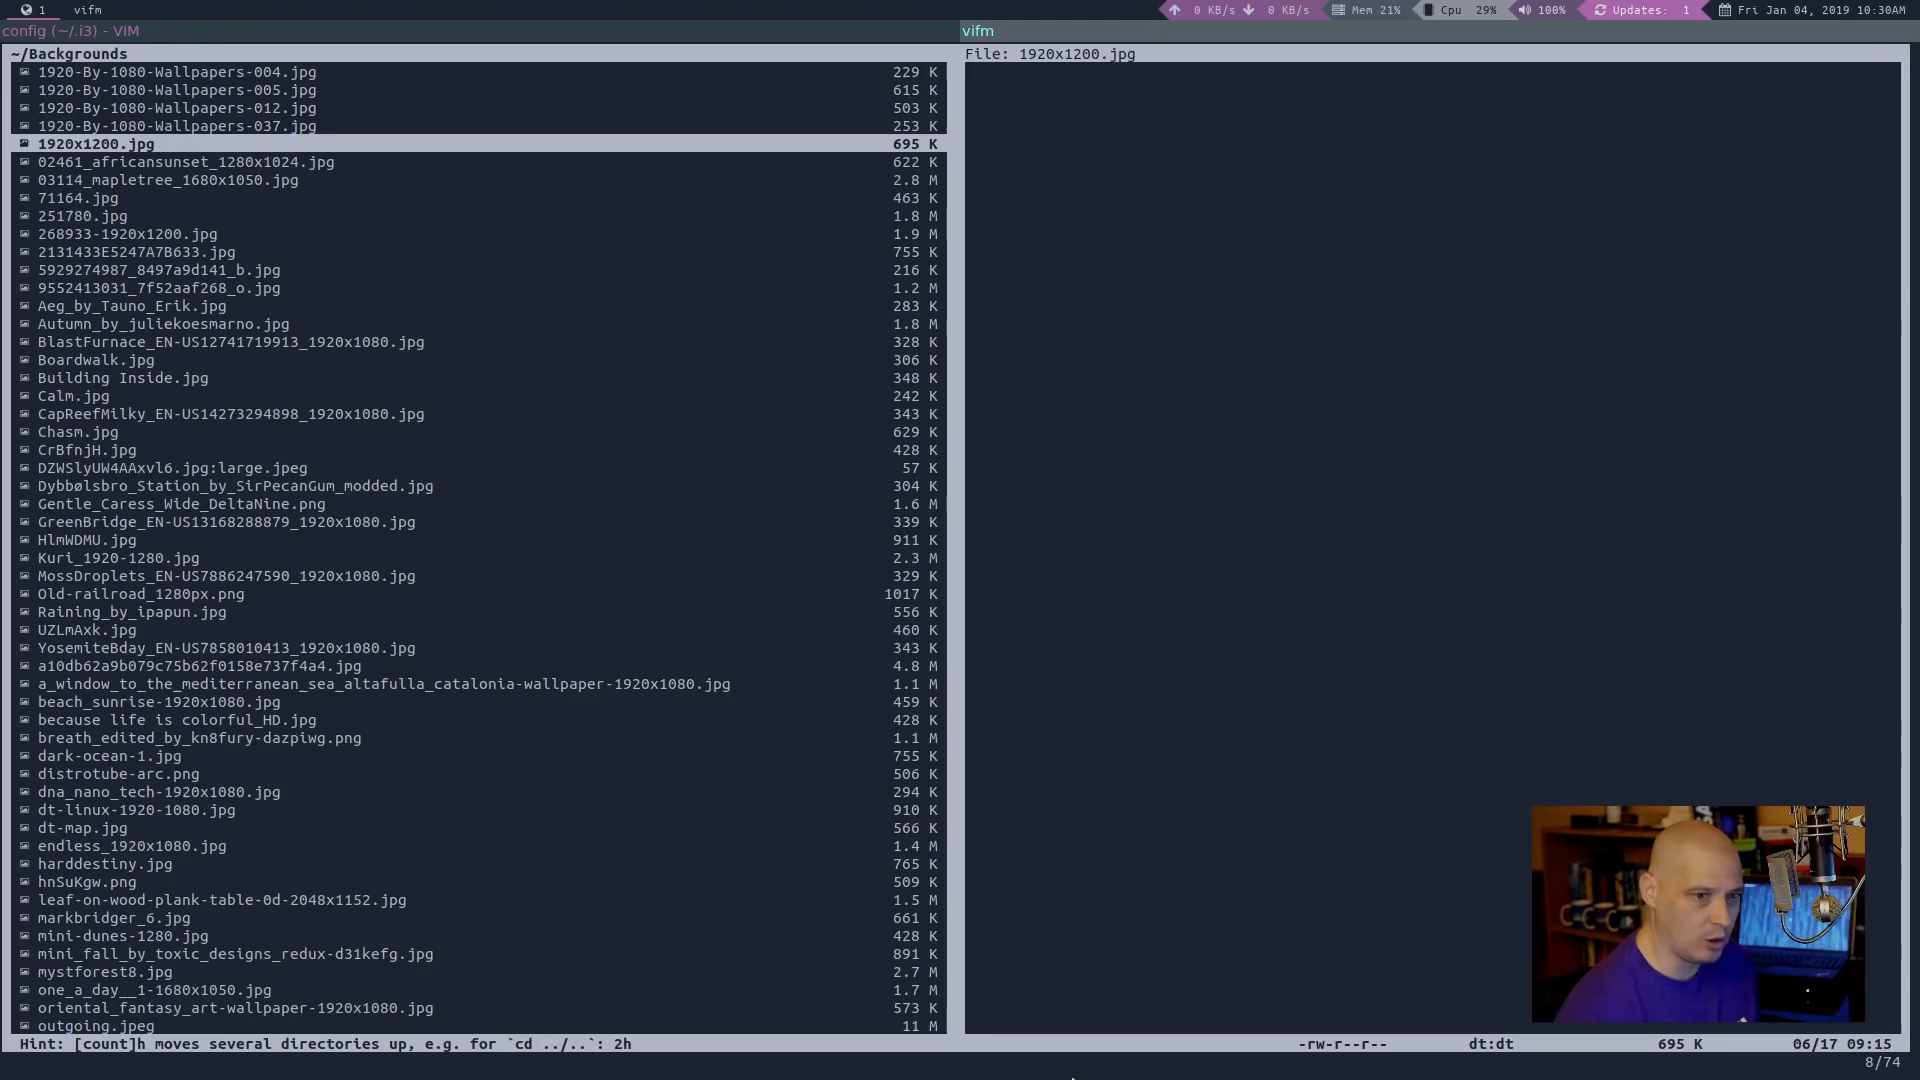 1 vifm 0 KB/s 0 KB/s Mem 21% Cpu 29% 100% Updates: 1 Fri Jan 04, 2019 10:30AM
config (~/.i3) - VIM vifm
~/Backgrounds File: 1920x1200.jpg
1920-By-1080-Wallpapers-004.jpg 229 K
1920-By-1080-Wallpapers-005.jpg 615 K
1920-By-1080-Wallpapers-012.jpg 503 K
1920-By-1080-Wallpapers-037.jpg 253 K
1920x1200.jpg 695 K
02461_africansunset_1280x1024.jpg 622 K
03114_mapletree_1680x1050.jpg 2.8 M
71164.jpg 463 K
251780.jpg 1.8 M
268933-1920x1200.jpg 1.9 M
2131433E5247A7B633.jpg 755 K
5929274987_8497a9d141_b.jpg 216 K
9552413031_7f52aaf268_o.jpg 1.2 M
Aeg_by_Tauno_Erik.jpg 283 K
Autumn_by_juliekoesmarno.jpg 1.8 M
BlastFurnace_EN-US12741719913_1920x1080.jpg 328 K
Boardwalk.jpg 306 K
Building Inside.jpg 348 K
Calm.jpg 242 K
CapReefMilky_EN-US14273294898_1920x1080.jpg 343 K
Chasm.jpg 629 K
CrBfnjH.jpg 428 K
DZWSlyUW4AAxvl6.jpg:large.jpeg 57 K
Dybbølsbro_Station_by_SirPecanGum_modded.jpg 304 K
Gentle_Caress_Wide_DeltaNine.png 1.6 M
GreenBridge_EN-US13168288879_1920x1080.jpg 339 K
HlmWDMU.jpg 911 K
Kuri_1920-1280.jpg 2.3 M
MossDroplets_EN-US7886247590_1920x1080.jpg 329 K
Old-railroad_1280px.png 1017 K
Raining_by_ipapun.jpg 556 K
UZLmAxk.jpg 460 K
YosemiteBday_EN-US7858010413_1920x1080.jpg 343 K
a10db62a9b079c75b62f0158e737f4a4.jpg 4.8 M
a_window_to_the_mediterranean_sea_altafulla_catalonia-wallpaper-1920x1080.jpg 1.1 M
beach_sunrise-1920x1080.jpg 459 K
because life is colorful_HD.jpg 428 K
breath_edited_by_kn8fury-dazpiwg.png 1.1 M
dark-ocean-1.jpg 755 K
distrotube-arc.png 506 K
dna_nano_tech-1920x1080.jpg 294 K
dt-linux-1920-1080.jpg 910 K
dt-map.jpg 566 K
endless_1920x1080.jpg 1.4 M
harddestiny.jpg 765 K
hnSuKgw.png 509 K
leaf-on-wood-plank-table-0d-2048x1152.jpg 1.5 M
markbridger_6.jpg 661 K
mini-dunes-1280.jpg 428 K
mini_fall_by_toxic_designs_redux-d31kefg.jpg 891 K
mystforest8.jpg 2.7 M
one_a_day__1-1680x1050.jpg 1.7 M
oriental_fantasy_art-wallpaper-1920x1080.jpg 573 K
outgoing.jpeg 11 M
Hint: [count]h moves several directories up, e.g. for `cd ../..`: 2h -rw-r--r-- dt:dt 695 K 06/17 09:15
8/74